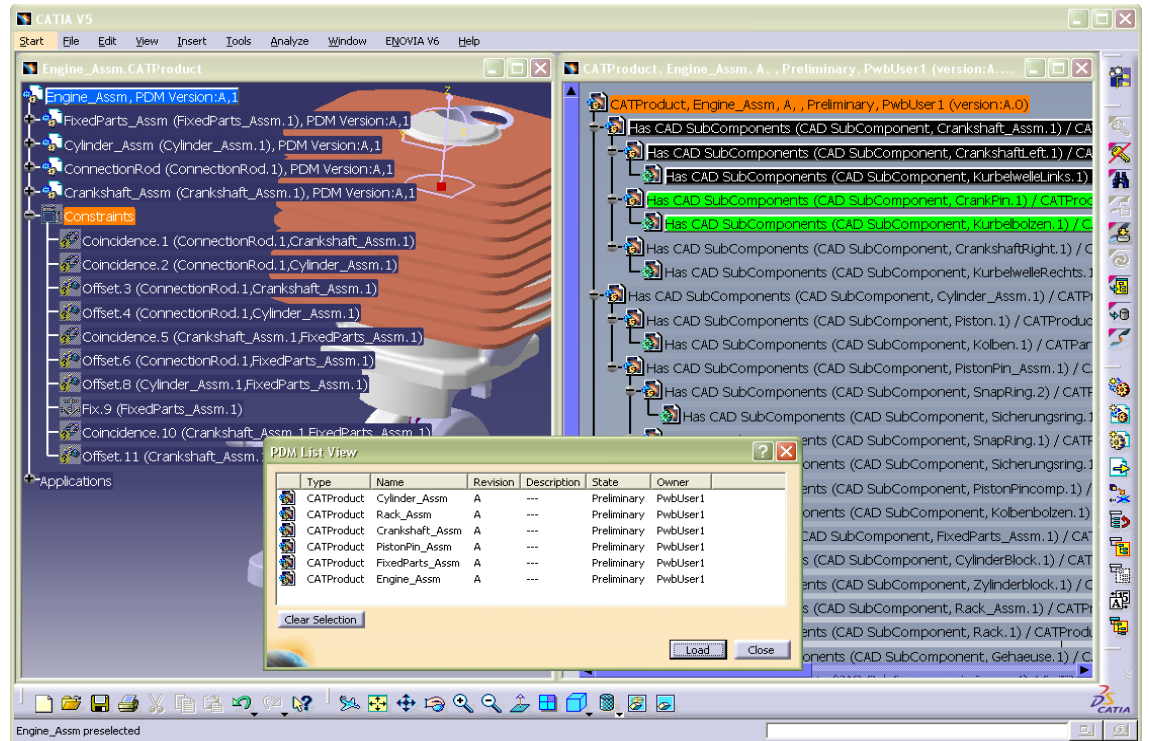 CATIA V5
Start File Edit View Insert Tools Analyze Window ENOVIA V6 Help
Engine_Assm.CATProduct
Engine_Assm, PDM Version:A,1
FixedParts_Assm (FixedParts_Assm.1), PDM Version:A,1
Cylinder_Assm (Cylinder_Assm.1), PDM Version:A,1
ConnectionRod (ConnectionRod.1), PDM Version:A,1
Crankshaft_Assm (Crankshaft_Assm.1), PDM Version:A,1
Constraints
Coincidence.1 (ConnectionRod.1,Crankshaft_Assm.1)
Coincidence.2 (ConnectionRod.1,Cylinder_Assm.1)
Offset.3 (ConnectionRod.1,Crankshaft_Assm.1)
Offset.4 (ConnectionRod.1,Cylinder_Assm.1)
Coincidence.5 (Crankshaft_Assm.1,FixedParts_Assm.1)
Offset.6 (ConnectionRod.1,FixedParts_Assm.1)
Offset.8 (Cylinder_Assm.1,FixedParts_Assm.1)
Fix.9 (FixedParts_Assm.1)
Coincidence.10 (Crankshaft_Assm.1,FixedParts_Assm.1)
Offset.11 (Crankshaft_Assm.
Applications
z
CATProduct, Engine_Assm, A, , Preliminary, PwbUser1 (version:A....
CATProduct, Engine_Assm, A, , Preliminary, PwbUser1 (version:A.0)
Has CAD SubComponents (CAD SubComponent, Crankshaft_Assm.1) / CA
Has CAD SubComponents (CAD SubComponent, CrankshaftLeft.1) / CA
Has CAD SubComponents (CAD SubComponent, KurbelwelleLinks.1)
Has CAD SubComponents (CAD SubComponent, CrankPin.1) / CATProc
Has CAD SubComponents (CAD SubComponent, Kurbelbolzen.1) / C
Has CAD SubComponents (CAD SubComponent, CrankshaftRight.1) / C
Has CAD SubComponents (CAD SubComponent, KurbelwelleRechts.1
Has CAD SubComponents (CAD SubComponent, Cylinder_Assm.1) / CATP
Has CAD SubComponents (CAD SubComponent, Piston.1) / CATProduc
Has CAD SubComponents (CAD SubComponent, Kolben.1) / CATPar
Has CAD SubComponents (CAD SubComponent, PistonPin_Assm.1) / C
Has CAD SubComponents (CAD SubComponent, SnapRing.2) / CATP
Has CAD SubComponents (CAD SubComponent, Sicherungsring.1
ents (CAD SubComponent, SnapRing.1) / CATP
onents (CAD SubComponent, Sicherungsring.1
ents (CAD SubComponent, PistonPincomp.1) /
onents (CAD SubComponent, Kolbenbolzen.1)
CAD SubComponent, FixedParts_Assm.1) / CAT
s (CAD SubComponent, CylinderBlock.1) / CAT
ents (CAD SubComponent, Zylinderblock.1) / C
s (CAD SubComponent, Rack_Assm.1) / CATPr
ents (CAD SubComponent, Rack.1) / CATProdu
onents (CAD SubComponent, Gehaeuse.1) / C
PDM List View
Type Name Revision Description State Owner
CATProduct Cylinder_Assm A --- Preliminary PwbUser1
CATProduct Rack_Assm A --- Preliminary PwbUser1
CATProduct Crankshaft_Assm A --- Preliminary PwbUser1
CATProduct PistonPin_Assm A --- Preliminary PwbUser1
CATProduct FixedParts_Assm A --- Preliminary PwbUser1
CATProduct Engine_Assm A --- Preliminary PwbUser1
Clear Selection
Load Close
CATIA
Engine_Assm preselected